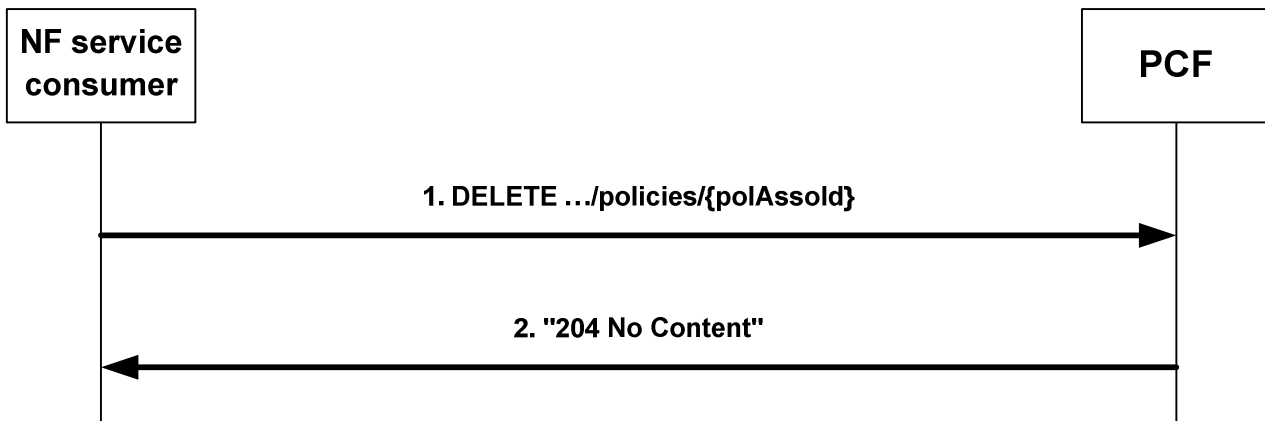 NF service
consumer
PCF
1. DELETE …/policies/{polAssoId}
2. "204 No Content"